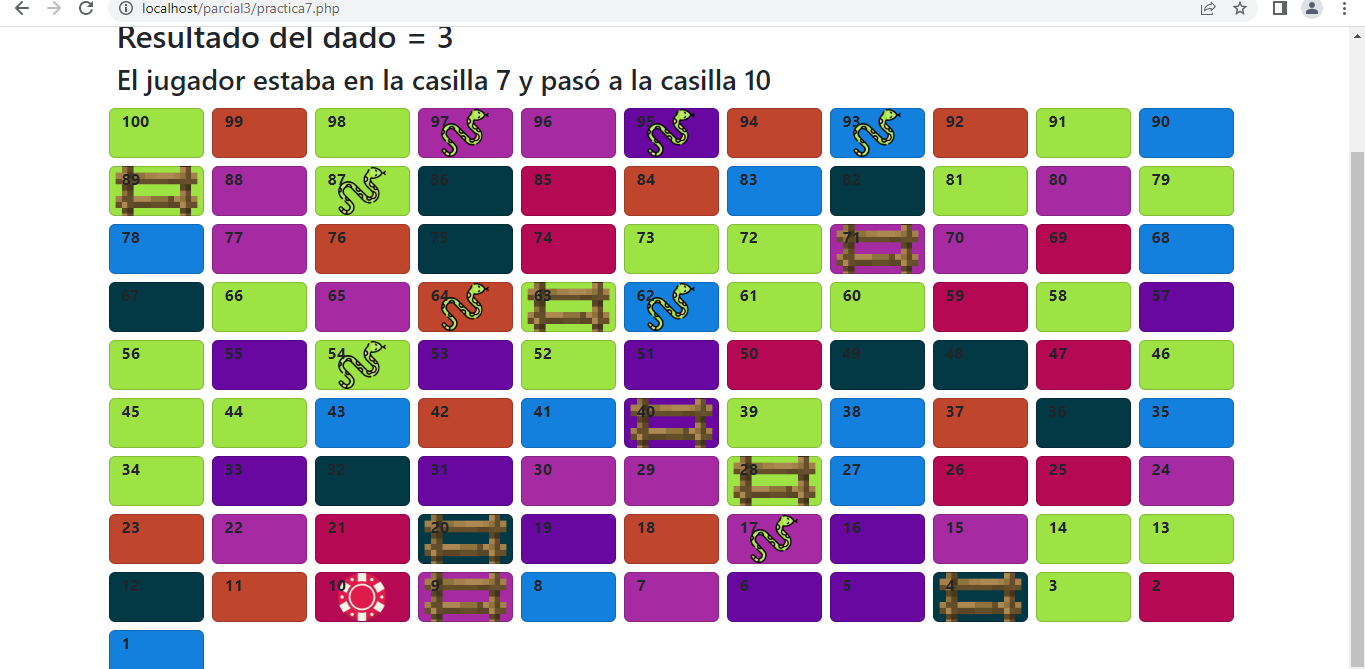 localhost/parcial3/practica7.php
Resultado del dado = 3
El jugador estaba en la casilla 7 y pasó a la casilla 10
100 99 98 97 96 95 94 93 92 91 90
89 88 87 86 85 84 83 82 81 80 79
78 77 76 75 74 73 72 71 70 69 68
67 66 65 64 63 62 61 60 59 58 57
56 55 54 53 52 51 50 49 48 47 46
45 44 43 42 41 40 39 38 37 36 35
34 33 32 31 30 29 28 27 26 25 24
23 22 21 20 19 18 17 16 15 14 13
12 11 10 9 8 7 6 5 4 3 2
1